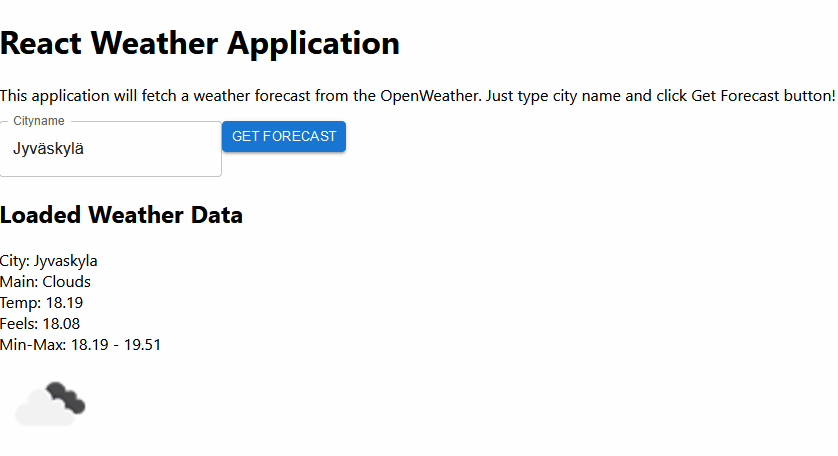 React Weather Application
This application will fetch a weather forecast from the OpenWeather. Just type city name and click Get Forecast button!
Cityname
Jyväskylä
GET FORECAST
Loaded Weather Data
City: Jyvaskyla
Main: Clouds
Temp: 18.19
Feels: 18.08
Min-Max: 18.19 - 19.51